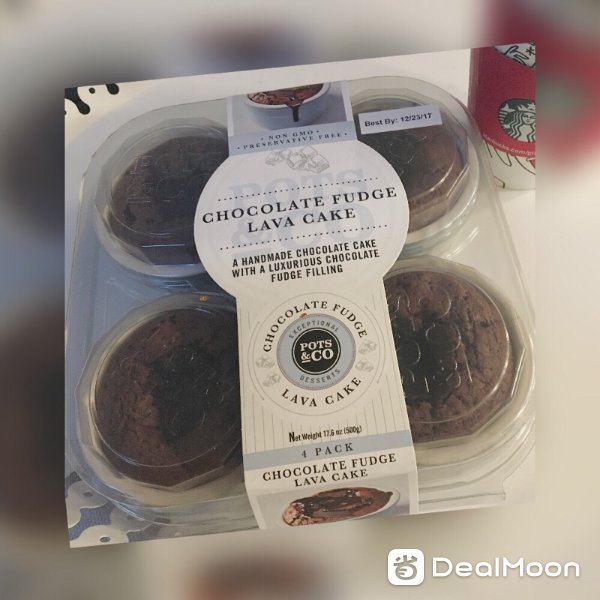 • NON GMO •
• PRESERVATIVE FREE •
Best By: 12/23/17
POTS
& CO
CHOCOLATE FUDGE
LAVA CAKE
A HANDMADE CHOCOLATE CAKE
WITH A LUXURIOUS CHOCOLATE
FUDGE FILLING
CHOCOLATE FUDGE
EXCEPTIONAL
POTS
&CO
DESSERTS
LAVA CAKE
Net Weight 17.6 oz (500g)
4 PACK
CHOCOLATE FUDGE
LAVA CAKE
DealMoon